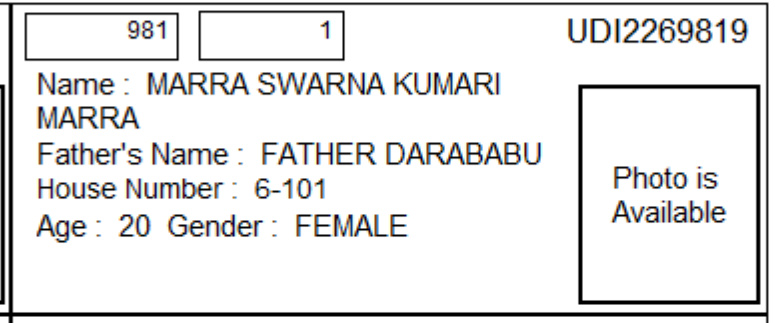 981 1 UDI2269819
Name : MARRA SWARNA KUMARI
MARRA
Father's Name : FATHER DARABABU
House Number : 6-101
Age : 20 Gender : FEMALE
Photo is
Available